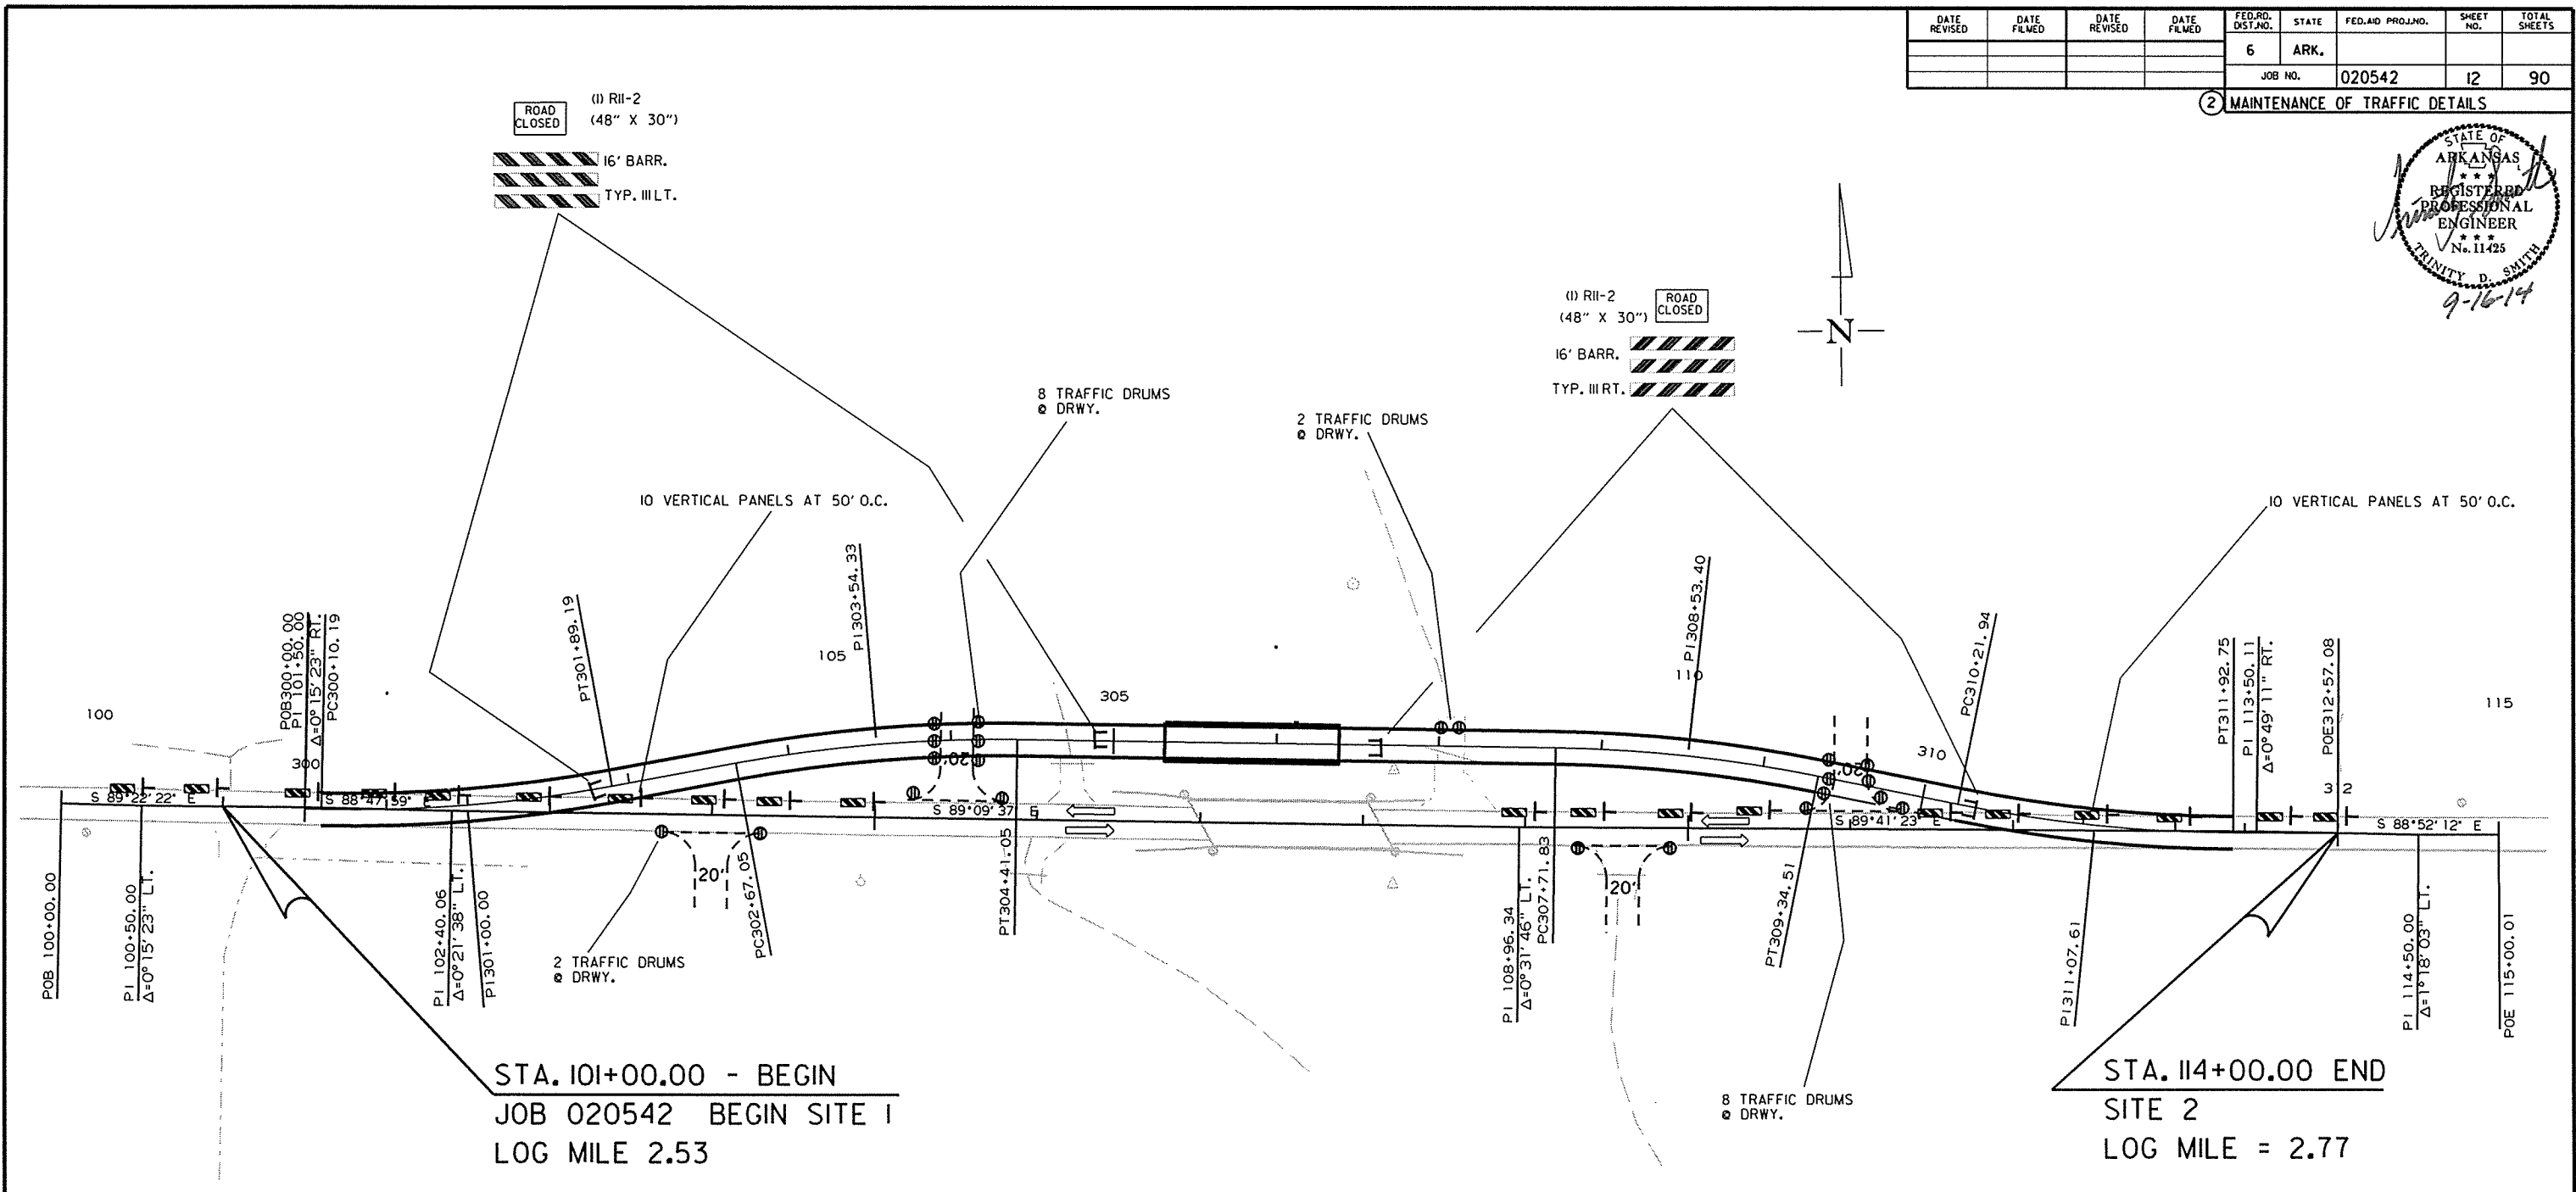 DATE REVISED
DATE FILMED
DATE REVISED
DATE FILMED
FED.RD. DIST.NO.
STATE
FED.AID PROJ.NO.
SHEET NO.
TOTAL SHEETS
6
ARK.
JOB NO.
020542
12
90
2
MAINTENANCE OF TRAFFIC DETAILS
STATE OF
ARKANSAS
★ ★ ★
REGISTERED
PROFESSIONAL
ENGINEER
★ ★ ★
No. 11425
TRINITY D. SMITH
9-16-14
ROAD
CLOSED
(1) R11-2
(48" X 30")
16' BARR.
TYP. III LT.
(1) R11-2
(48" X 30")
ROAD
CLOSED
16' BARR.
TYP. III RT.
N
8 TRAFFIC DRUMS
@ DRWY.
2 TRAFFIC DRUMS
@ DRWY.
10 VERTICAL PANELS AT 50' O.C.
10 VERTICAL PANELS AT 50' O.C.
100
POB300+00.00
PI 101+50.00
Δ=0°15'23" RT.
PC300+10.19
300
PT301+89.19
105
PI303+54.33
305
110
PI308+53.40
310
PC310+21.94
PT311+92.75
PI 113+50.11
Δ=0°49'11" RT.
POE312+57.08
312
115
S 89°22'22" E
S 88°47'59"
S 89°09'37" E
S 89°41'23" E
S 88°52'12" E
20'
20'
20'
20'
POB 100+00.00
PI 100+50.00
Δ=0°15'23" LT.
PI 102+40.06
Δ=0°21'38" LT.
PI301+00.00
PC302+67.05
PT304+41.05
PI 108+96.34
Δ=0°31'46" LT.
PC307+71.83
PT309+34.51
PI311+07.61
PI 114+50.00
Δ=1°18'03" LT.
POE 115+00.01
2 TRAFFIC DRUMS
@ DRWY.
8 TRAFFIC DRUMS
@ DRWY.
STA. 101+00.00 - BEGIN
JOB 020542 BEGIN SITE 1
LOG MILE 2.53
STA. 114+00.00 END
SITE 2
LOG MILE = 2.77